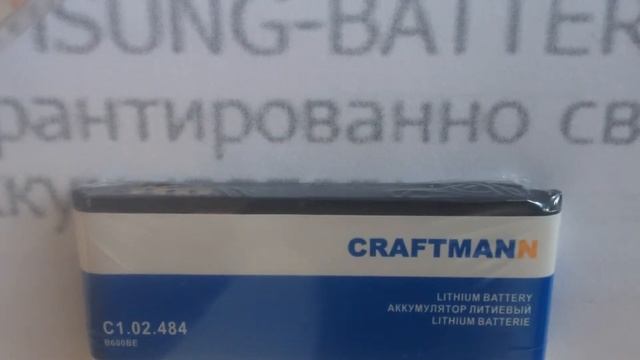 SUNG-BATTER
рантированно св
CRAFTMANN
LITHIUM BATTERY
АККУМУЛЯТОР ЛИТИЕВЫЙ
LITHIUM BATTERIE
C1.02.484
B600BE